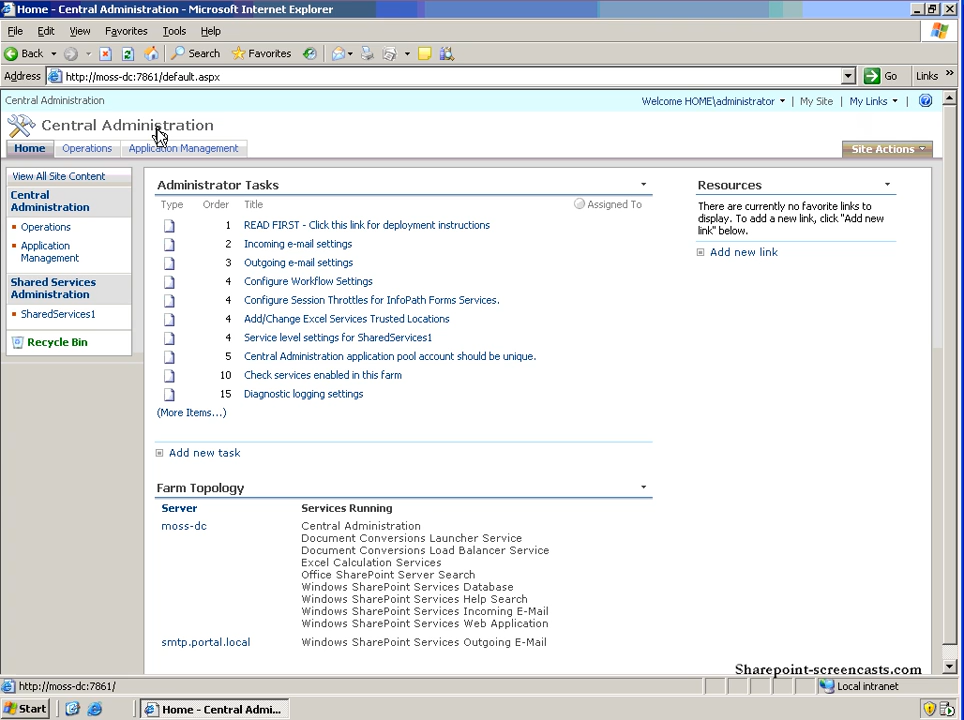 Home - Central Administration - Microsoft Internet Explorer
File Edit View Favorites Tools Help
Back Search Favorites
Address http://moss-dc:7861/default.aspx Go Links »
Central Administration Welcome HOME\administrator | My Site | My Links |
Central Administration
Home Operations Application Management Site Actions
View All Site Content
Central
Administration
Operations
Application
Management
Shared Services
Administration
SharedServices1
Recycle Bin
Administrator Tasks
Type Order Title Assigned To
1 READ FIRST - Click this link for deployment instructions
2 Incoming e-mail settings
3 Outgoing e-mail settings
4 Configure Workflow Settings
4 Configure Session Throttles for InfoPath Forms Services.
4 Add/Change Excel Services Trusted Locations
4 Service level settings for SharedServices1
5 Central Administration application pool account should be unique.
10 Check services enabled in this farm
15 Diagnostic logging settings
(More Items...)
Add new task
Farm Topology
Server Services Running
moss-dc Central Administration
Document Conversions Launcher Service
Document Conversions Load Balancer Service
Excel Calculation Services
Office SharePoint Server Search
Windows SharePoint Services Database
Windows SharePoint Services Help Search
Windows SharePoint Services Incoming E-Mail
Windows SharePoint Services Web Application
smtp.portal.local Windows SharePoint Services Outgoing E-Mail
Resources
There are currently no favorite links to
display. To add a new link, click "Add new
link" below.
Add new link
Sharepoint-screencasts.com
http://moss-dc:7861/ Local intranet
Start Home - Central Admi...